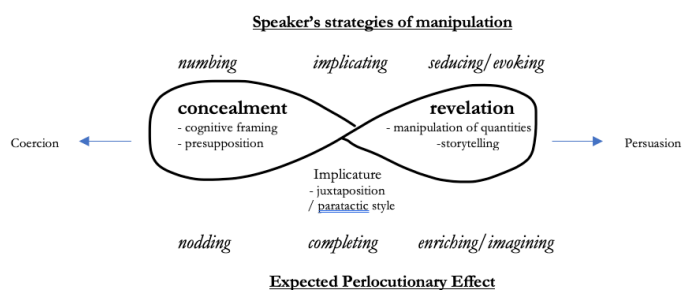 Speaker's strategies of manipulation
numbing implicating seducing/evoking
concealment
- cognitive framing
- presupposition
revelation
- manipulation of quantities
-storytelling
Coercion
Persuasion
Implicature
- juxtaposition
/ paratactic style
nodding completing enriching/imagining
Expected Perlocutionary Effect